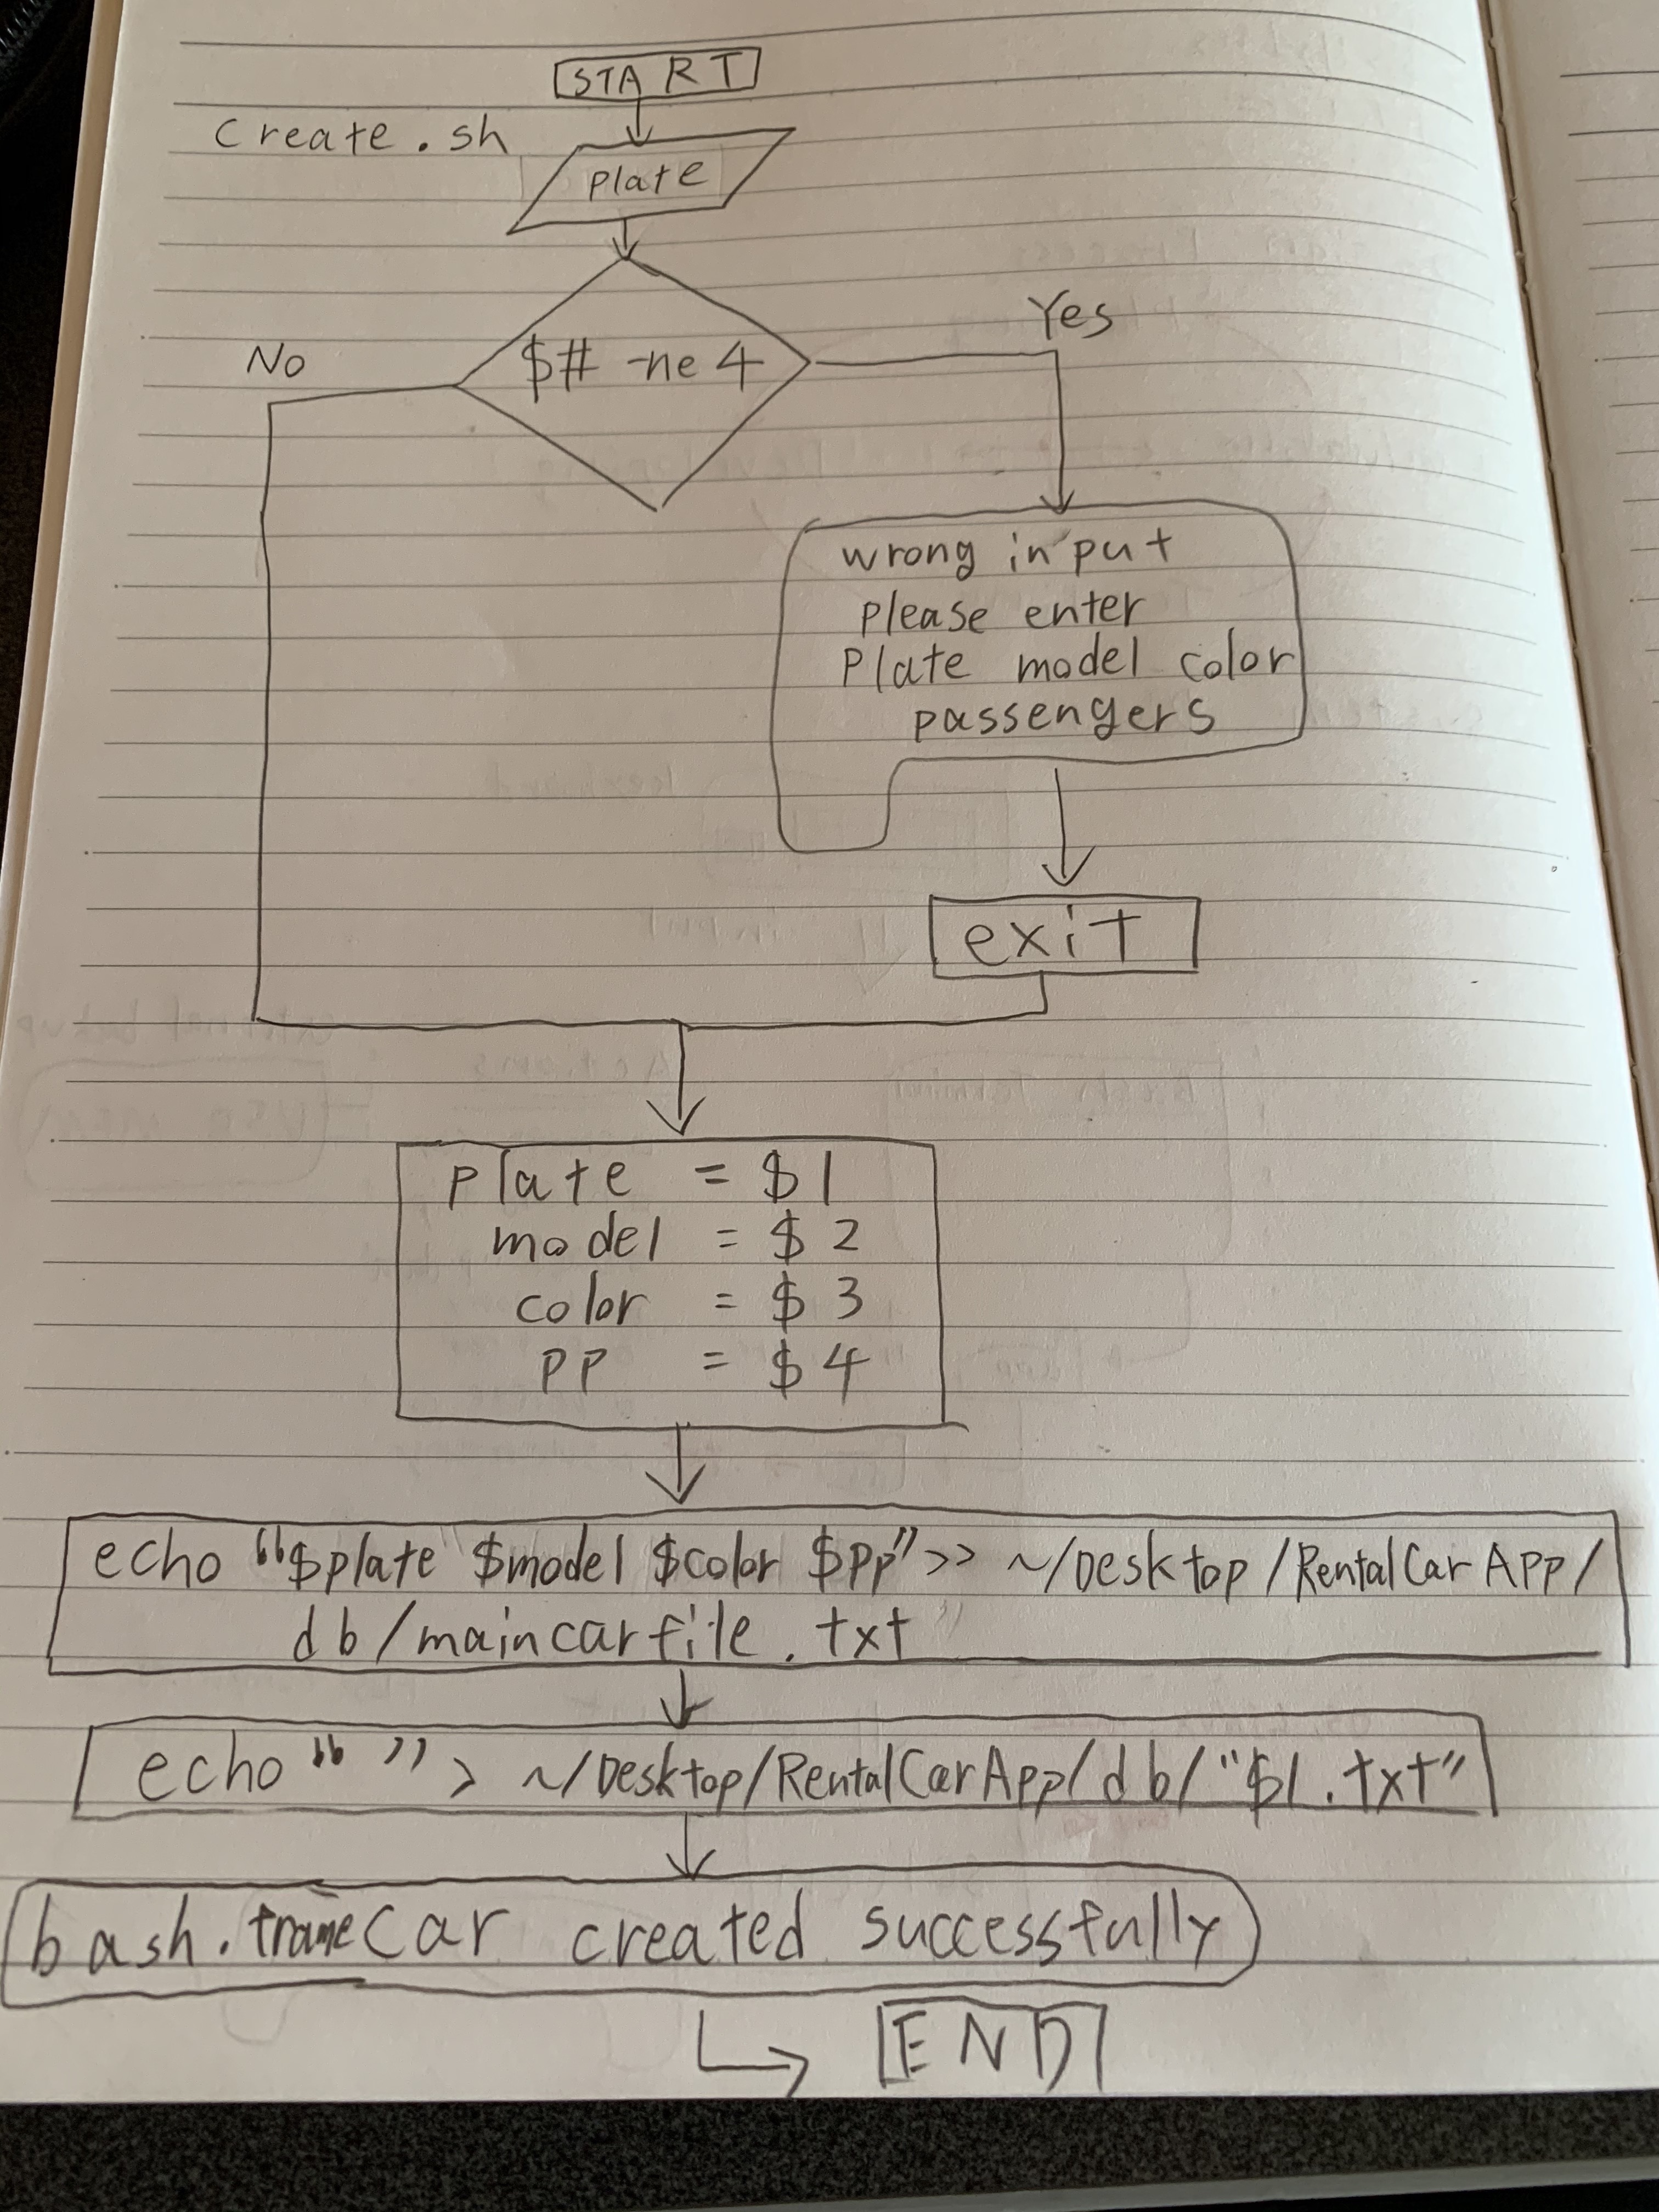 START
Create.sh
plate
$# -ne 4
No
Yes
wrong input
please enter
Plate model color
passengers
exit
plate = $1
model = $2
color = $3
pp = $4
echo “$plate $model $color $pp” >> ~/Desktop/RentalCarApp/
db/maincarfile.txt
echo “ ” > ~/Desktop/RentalCarApp/db/“$1.txt”
bash.frame Car created successfully
END